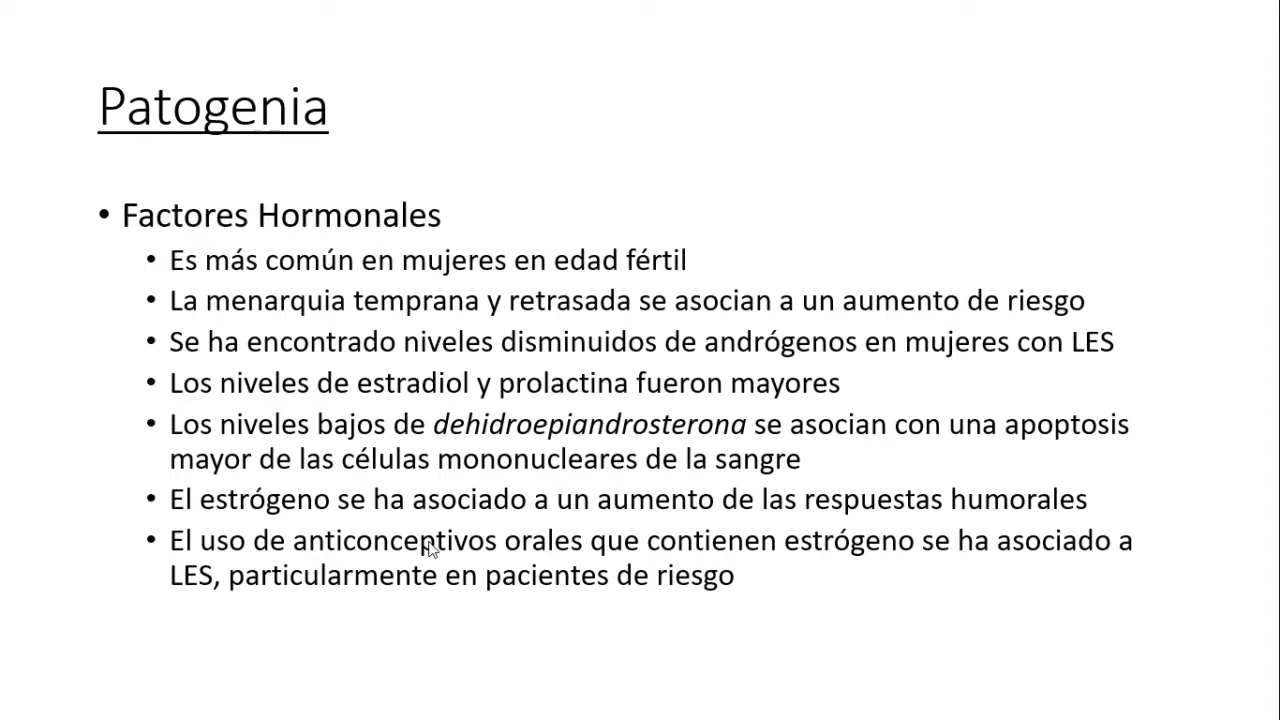 Patogenia
• Factores Hormonales
• Es más común en mujeres en edad fértil
• La menarquia temprana y retrasada se asocian a un aumento de riesgo
• Se ha encontrado niveles disminuidos de andrógenos en mujeres con LES
• Los niveles de estradiol y prolactina fueron mayores
• Los niveles bajos de dehidroepiandrosterona se asocian con una apoptosis
mayor de las células mononucleares de la sangre
• El estrógeno se ha asociado a un aumento de las respuestas humorales
• El uso de anticonceptivos orales que contienen estrógeno se ha asociado a
LES, particularmente en pacientes de riesgo